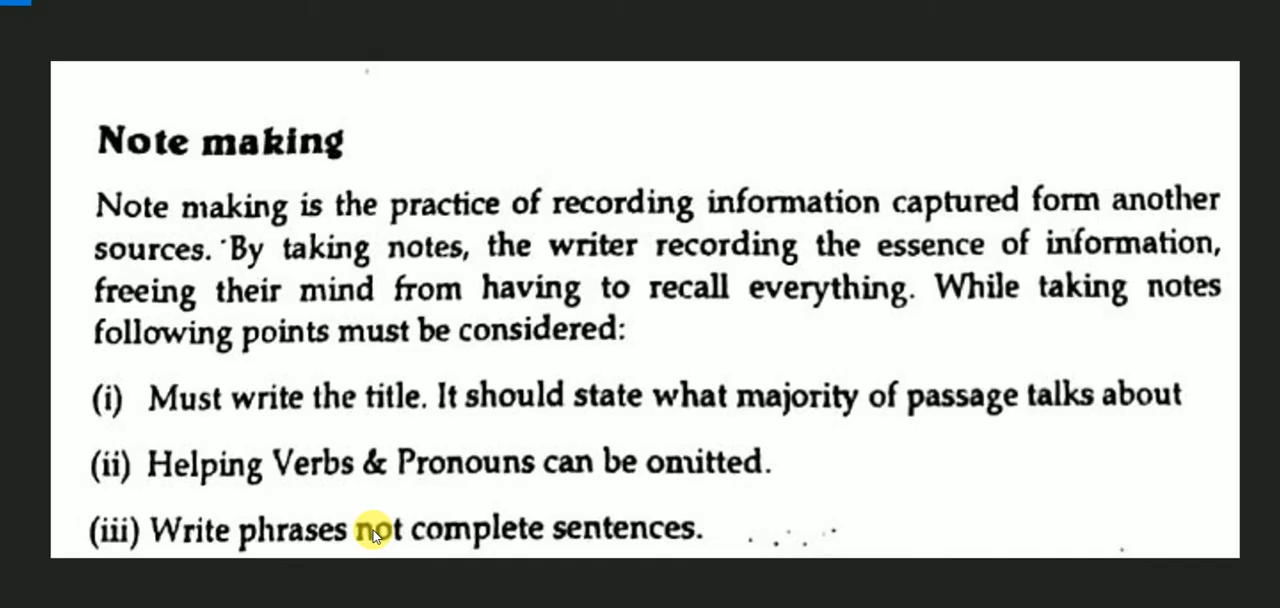 Note making
Note making is the practice of recording information captured form another
sources. By taking notes, the writer recording the essence of information,
freeing their mind from having to recall everything. While taking notes
following points must be considered:
(i) Must write the title. It should state what majority of passage talks about
(ii) Helping Verbs & Pronouns can be omitted.
(iii) Write phrases not complete sentences.